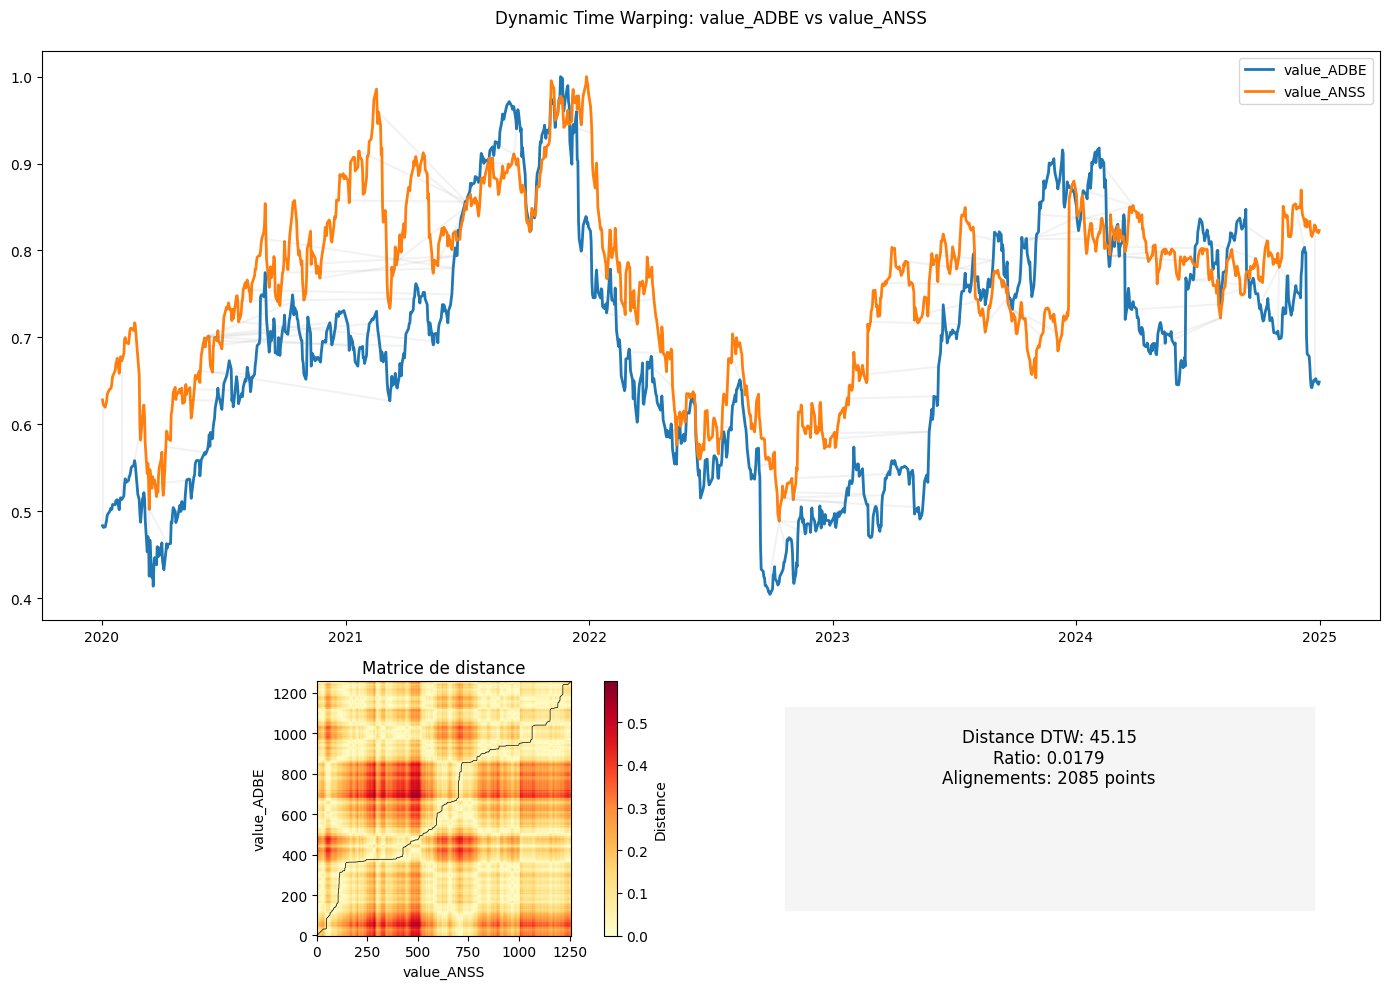 Dynamic Time Warping: value_ADBE vs value_ANSS
value_ADBE
value_ANSS
1.0
0.9
0.8
0.7
0.6
0.5
0.4
2020 2021 2022 2023 2024 2025
Matrice de distance
value_ADBE
1200
1000
800
600
400
200
0
0 250 500 750 1000 1250
value_ANSS
0.5
0.4
0.3
0.2
0.1
0.0
Distance
Distance DTW: 45.15
Ratio: 0.0179
Alignements: 2085 points